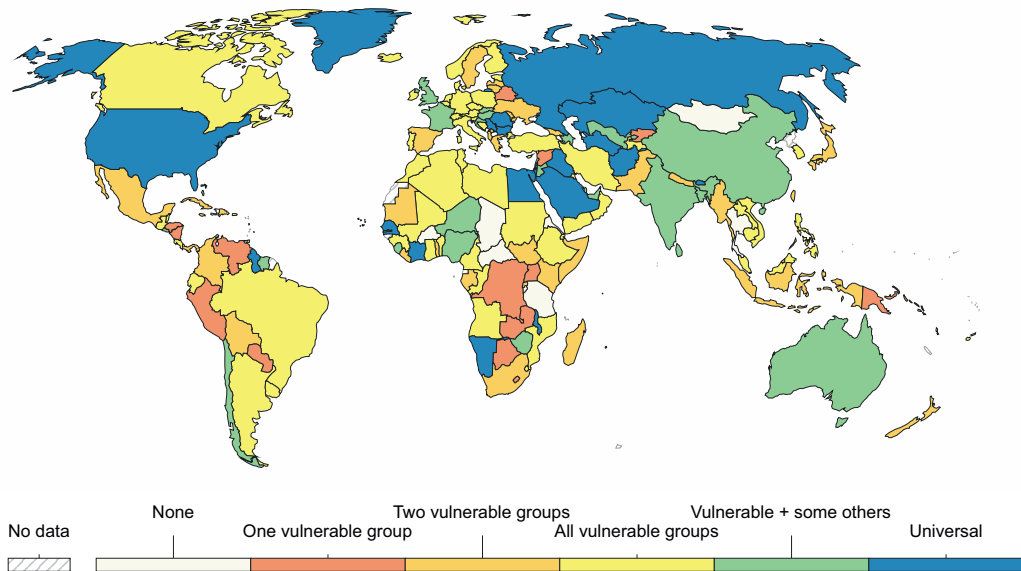 None
Two vulnerable groups
Vulnerable + some others
No data
One vulnerable group
All vulnerable groups
Universal